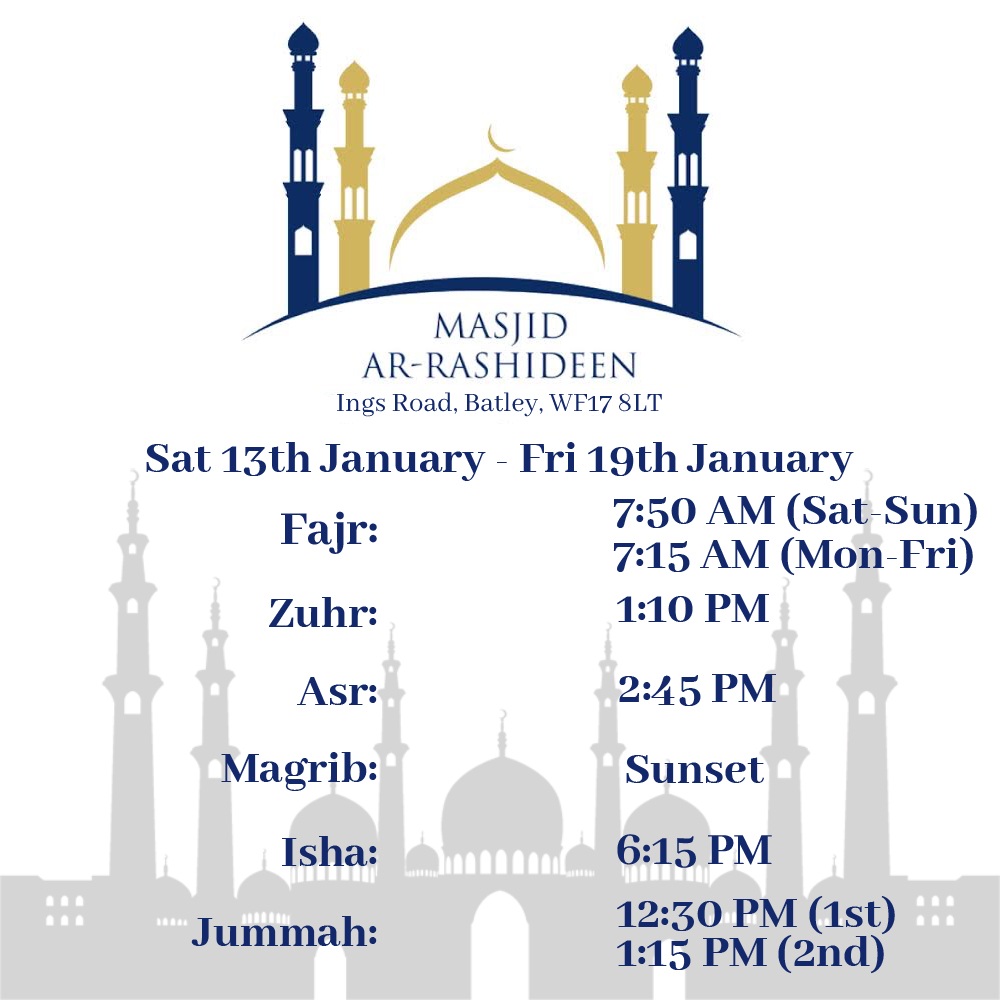 MASJID
AR-RASHIDEEN
Ings Road, Batley, WF17 8LT
Sat 13th January - Fri 19th January
Fajr: 7:50 AM (Sat-Sun)
7:15 AM (Mon-Fri)
Zuhr: 1:10 PM
Asr: 2:45 PM
Magrib: Sunset
Isha: 6:15 PM
Jummah: 12:30 PM (1st)
1:15 PM (2nd)